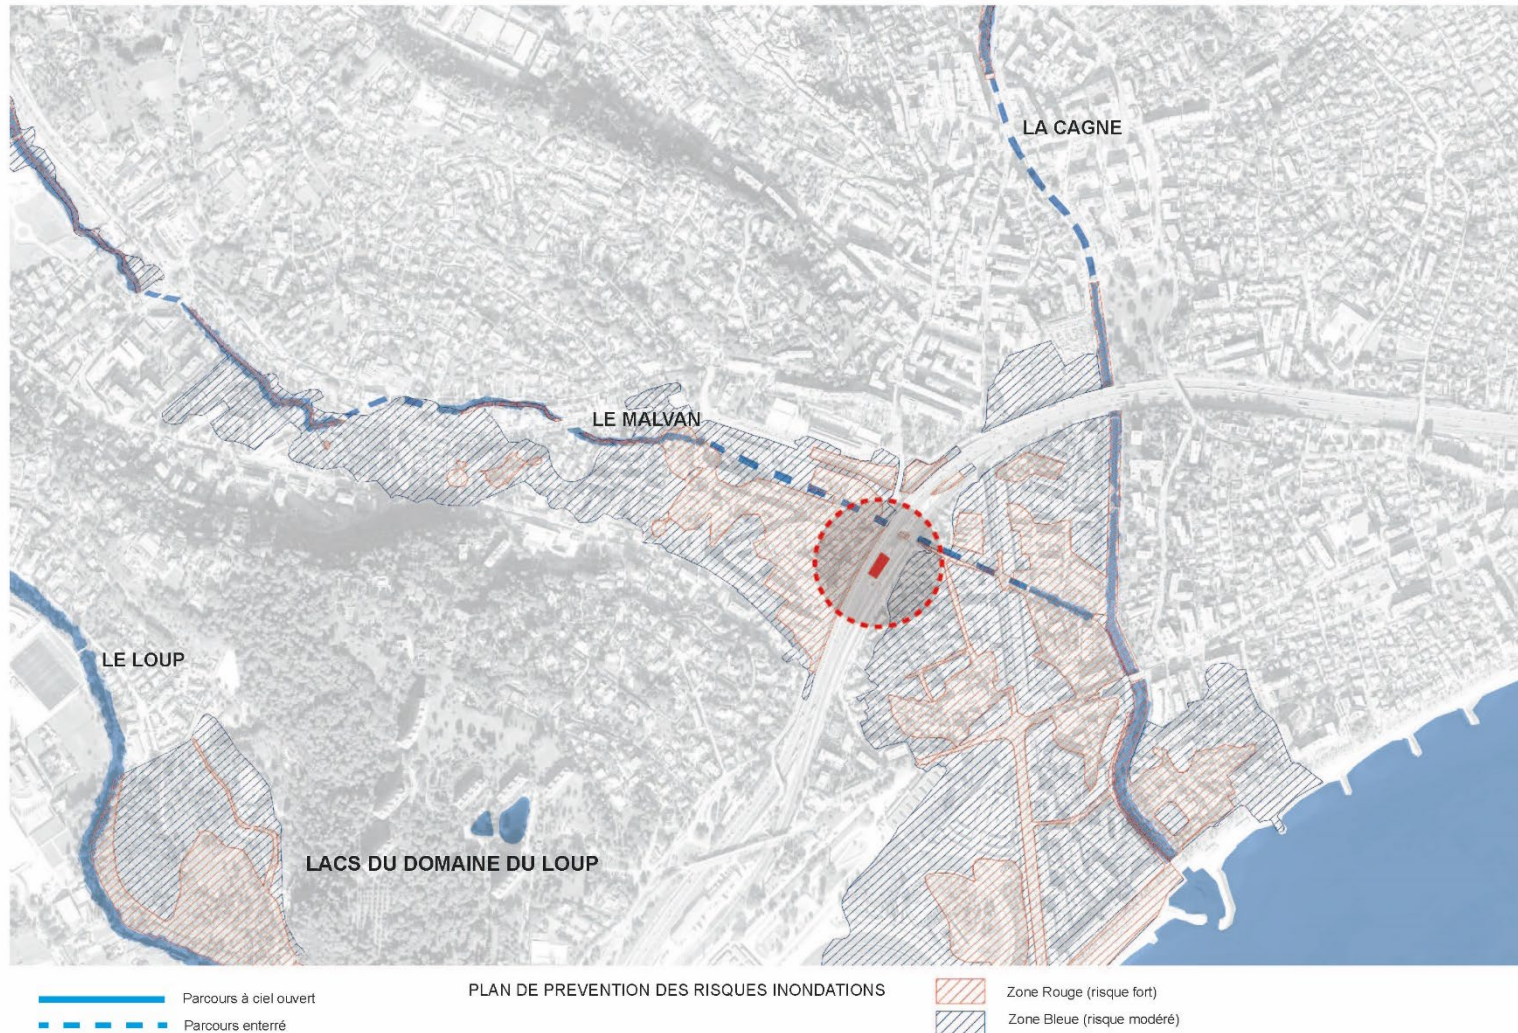 LA CAGNE
LE MALVAN
LE LOUP
LACS DU DOMAINE DU LOUP
Parcours à ciel ouvert
Parcours enterré
PLAN DE PREVENTION DES RISQUES INONDATIONS
Zone Rouge (risque fort)
Zone Bleue (risque modéré)